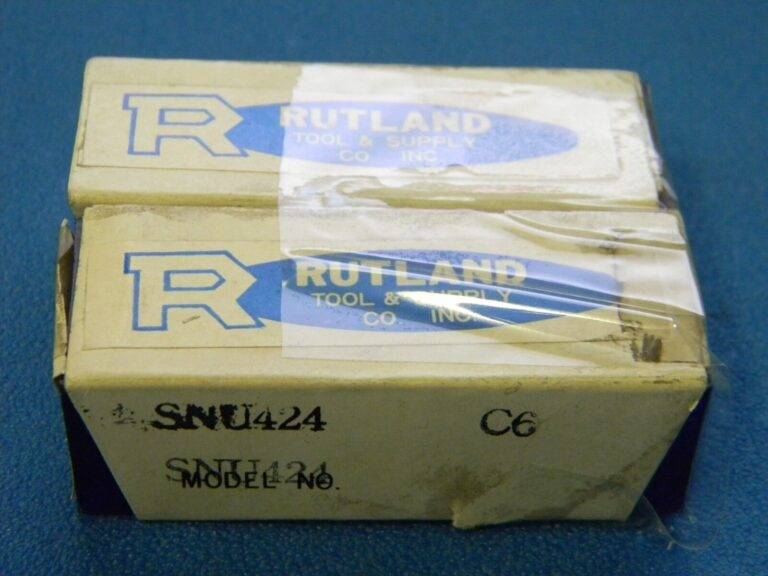 R RUTLAND
TOOL & SUPPLY
CO INC.
R RUTLAND
TOOL & SUPPLY
CO. INC.
SNU424 C6
SNU424
MODEL NO.